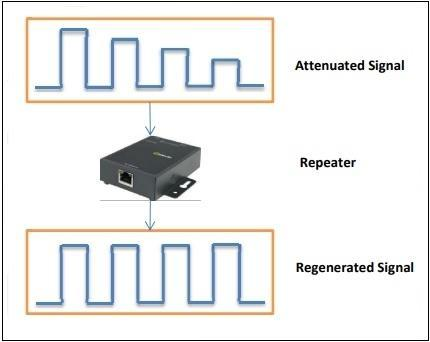 Attenuated Signal
Repeater
Regenerated Signal